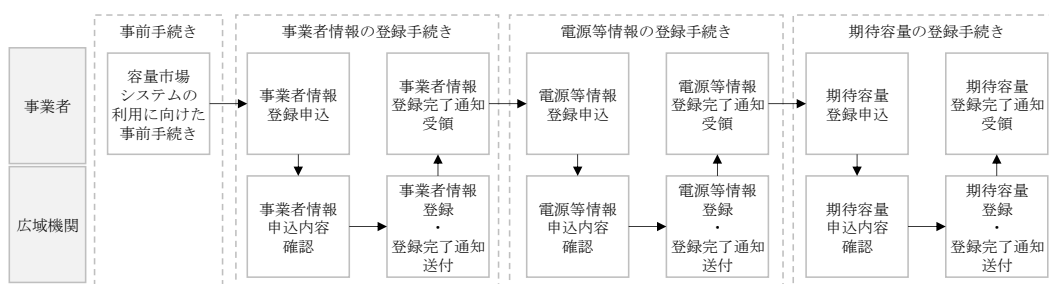 事前手続き
事業者情報の登録手続き
電源等情報の登録手続き
期待容量の登録手続き
事業者
容量市場
システムの
利用に向けた
事前手続き
事業者情報
登録申込
事業者情報
登録完了通知
受領
電源等情報
登録申込
電源等情報
登録完了通知
受領
期待容量
登録申込
期待容量
登録完了通知
受領
広域機関
事業者情報
申込内容
確認
事業者情報
登録
・
登録完了通知
送付
電源等情報
申込内容
確認
電源等情報
登録
・
登録完了通知
送付
期待容量
申込内容
確認
期待容量
登録
・
登録完了通知
送付